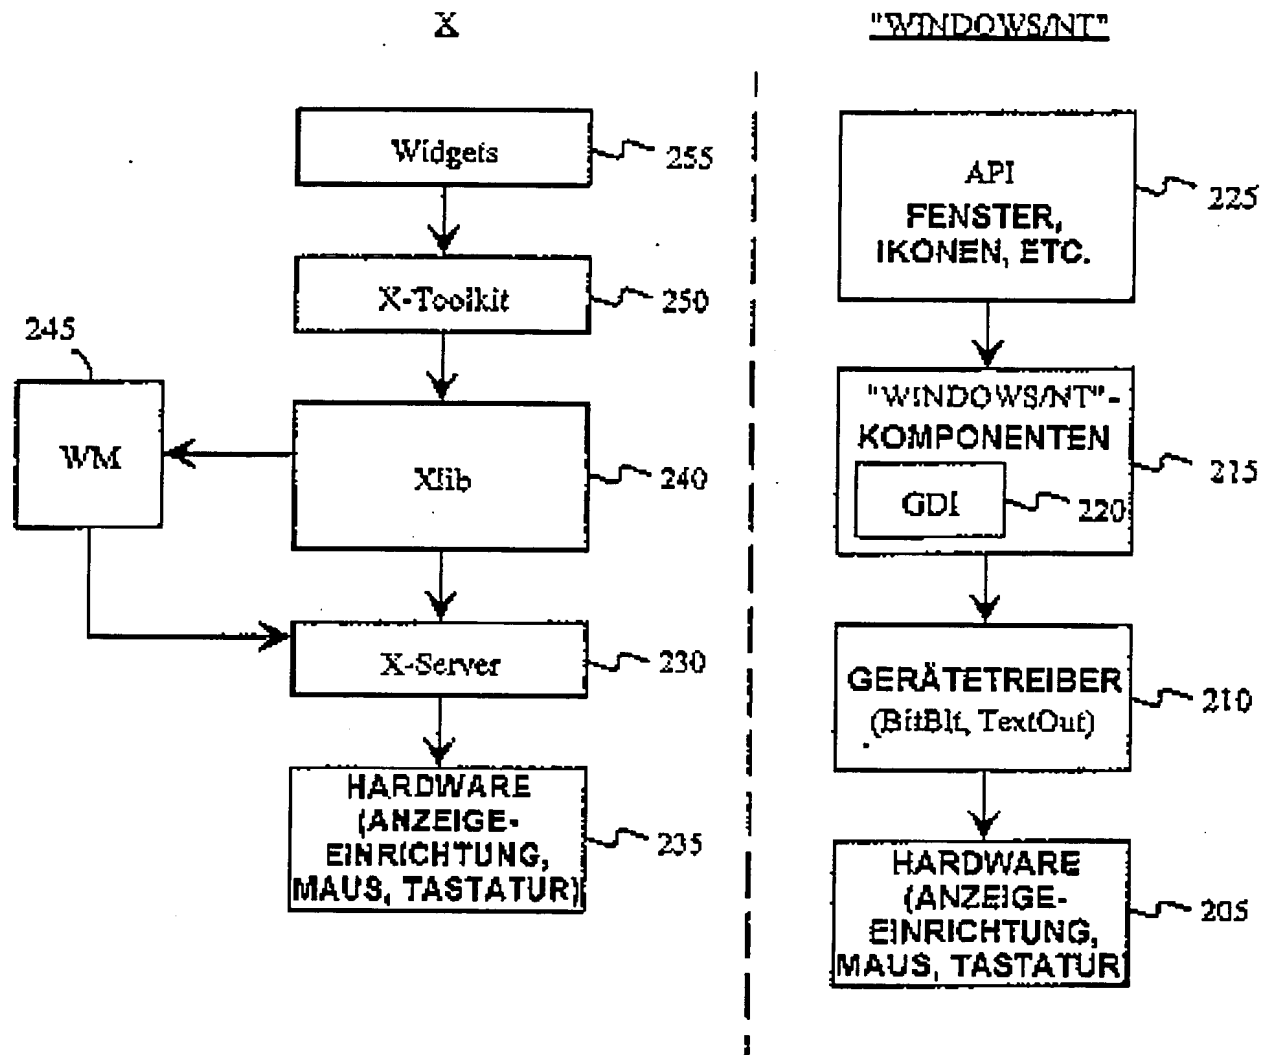 X
Widgets
255
X-Toolkit
250
245
WM
Xlib
240
X-Server
230
HARDWARE
(ANZEIGE-
EINRICHTUNG,
MAUS, TASTATUR)
235
"WINDOWS/NT"
API
FENSTER,
IKONEN, ETC.
225
"WINDOWS/NT"-
KOMPONENTEN
215
GDI
220
GERÄTETREIBER
(BitBlt, TextOut)
210
HARDWARE
(ANZEIGE-
EINRICHTUNG,
MAUS, TASTATUR)
205